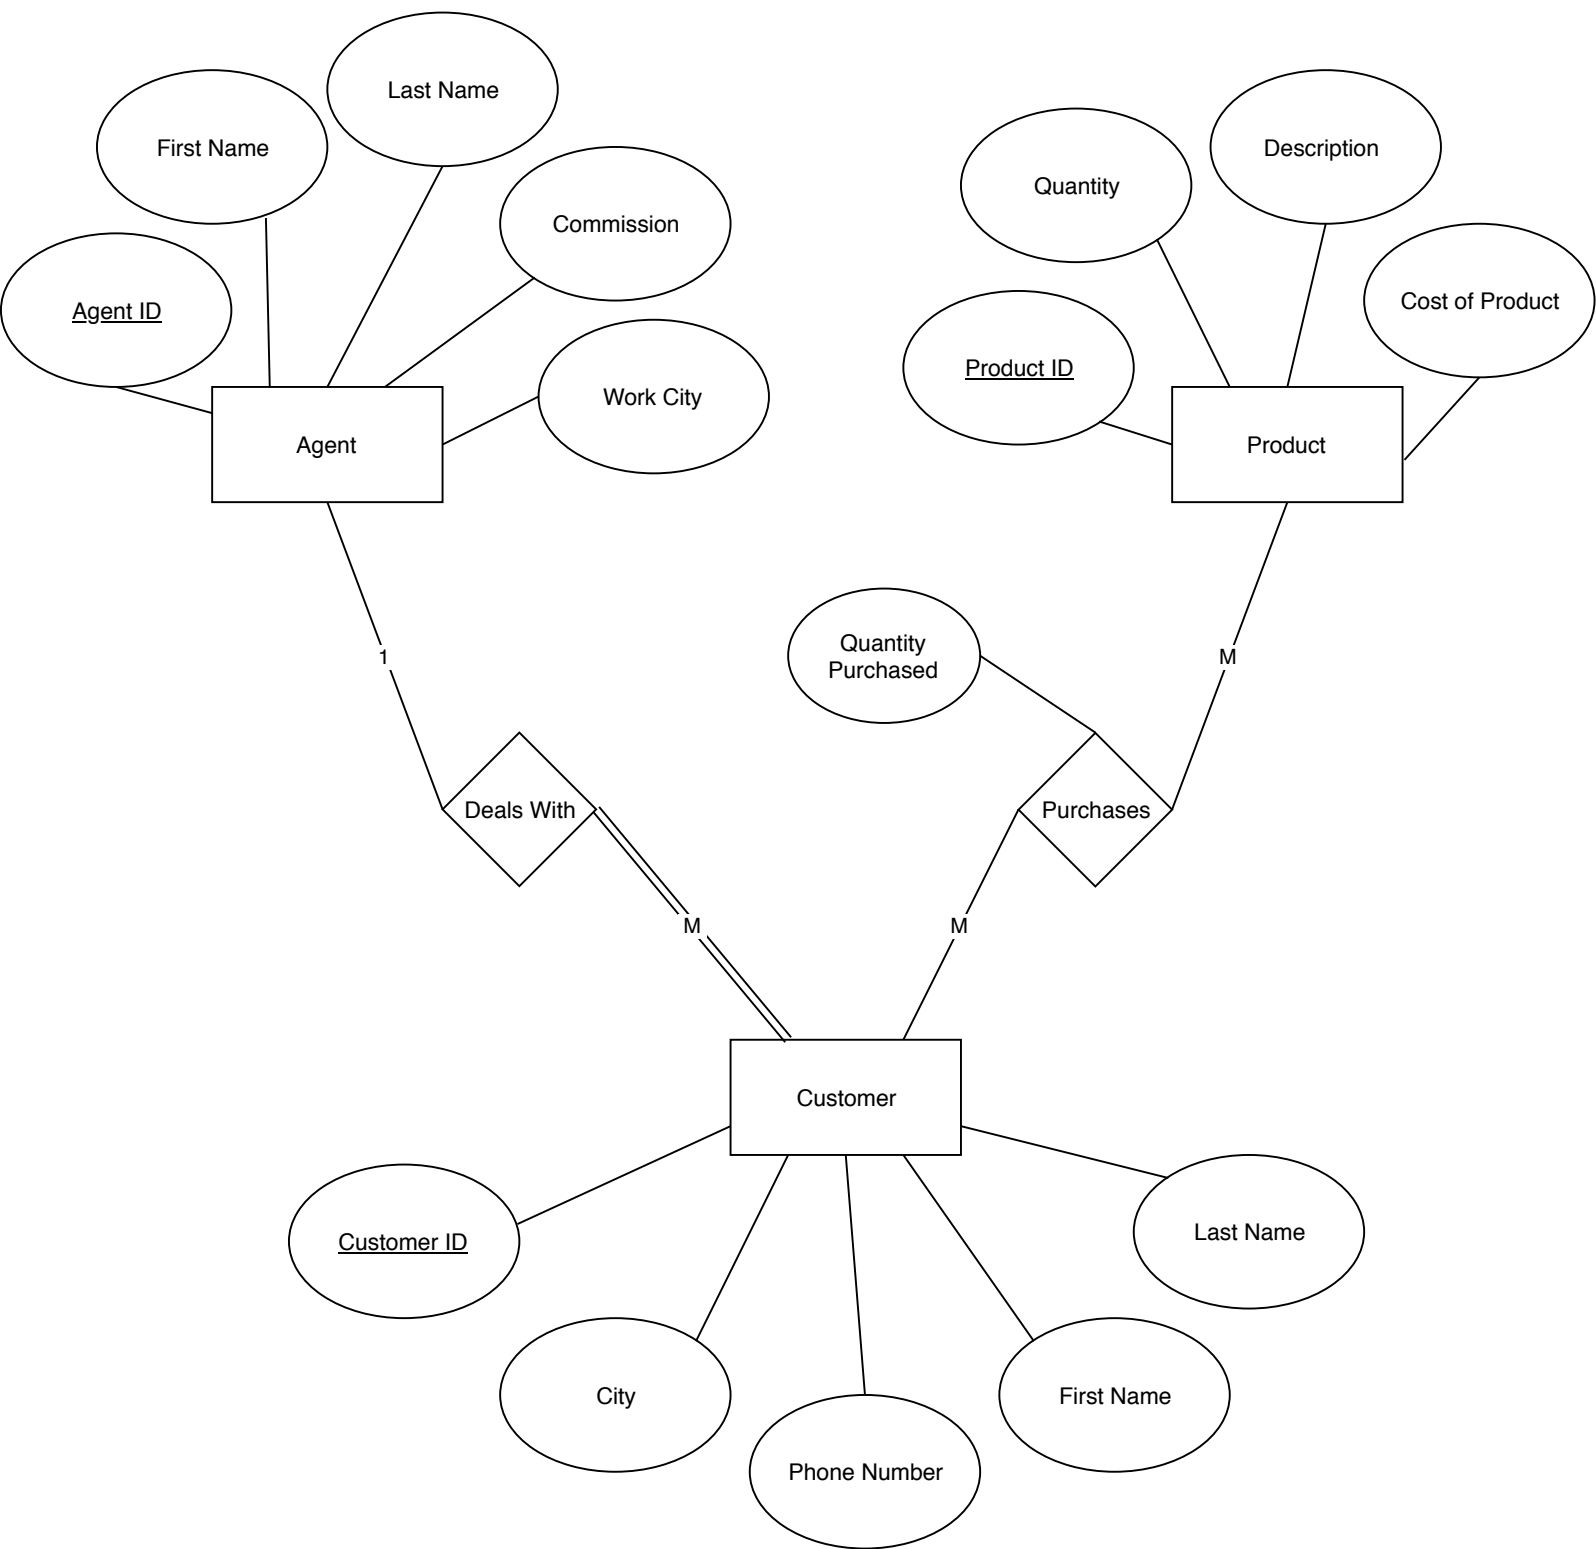 Last Name
First Name
Description
Quantity
Commission
Cost of Product
Agent ID
Product ID
Work City
Agent
Product
Quantity
Purchased
1
M
Deals With
Purchases
M
M
Customer
Last Name
Customer ID
City
First Name
Phone Number